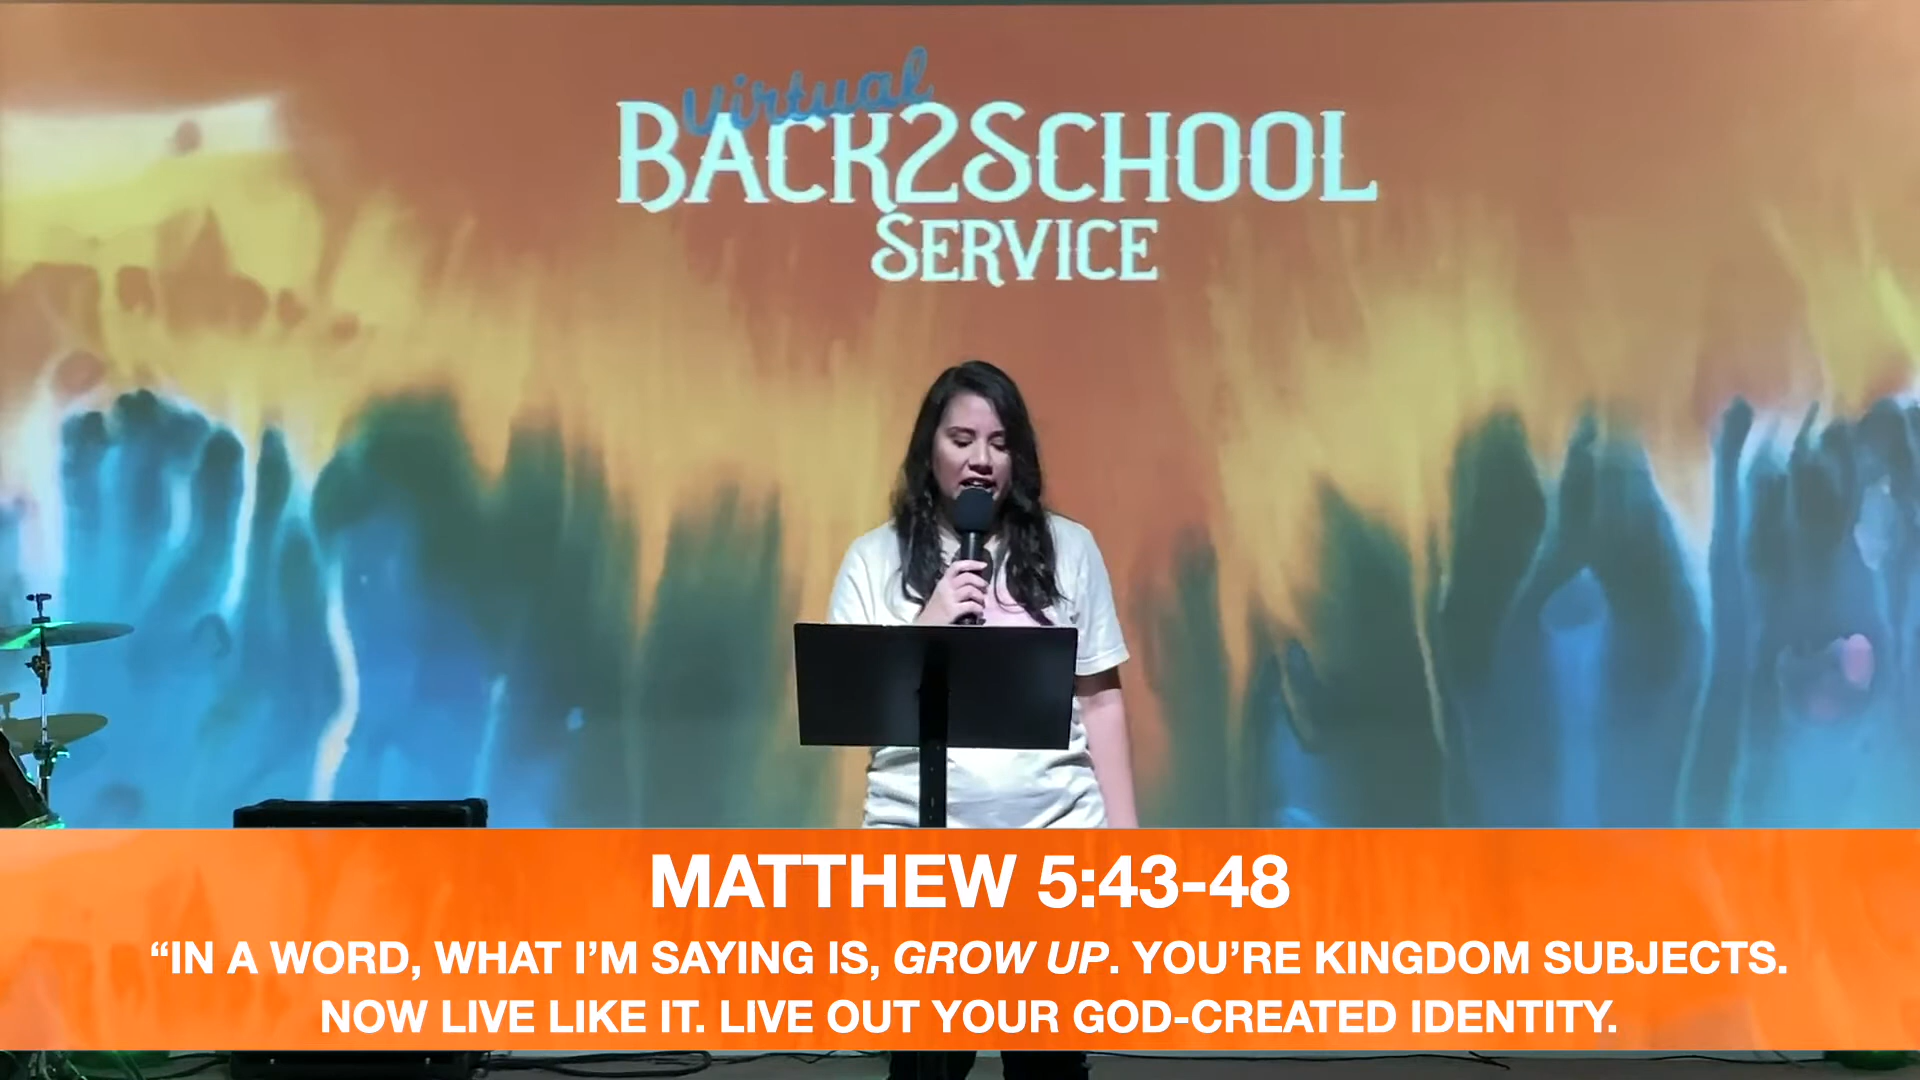 Virtual
BACK2SCHOOL
SERVICE
MATTHEW 5:43-48
“IN A WORD, WHAT I’M SAYING IS, GROW UP. YOU’RE KINGDOM SUBJECTS.
NOW LIVE LIKE IT. LIVE OUT YOUR GOD-CREATED IDENTITY.